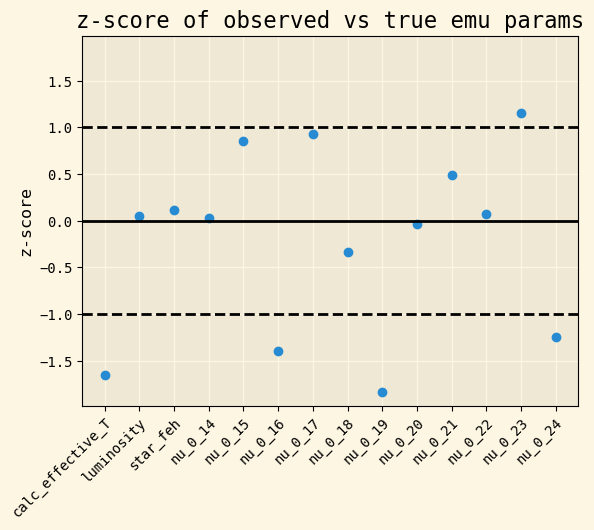 z-score of observed vs true emu params
z-score
1.5
1.0
0.5
0.0
−0.5
−1.0
−1.5
calc_effective_T
luminosity
star_feh
nu_0_14
nu_0_15
nu_0_16
nu_0_17
nu_0_18
nu_0_19
nu_0_20
nu_0_21
nu_0_22
nu_0_23
nu_0_24